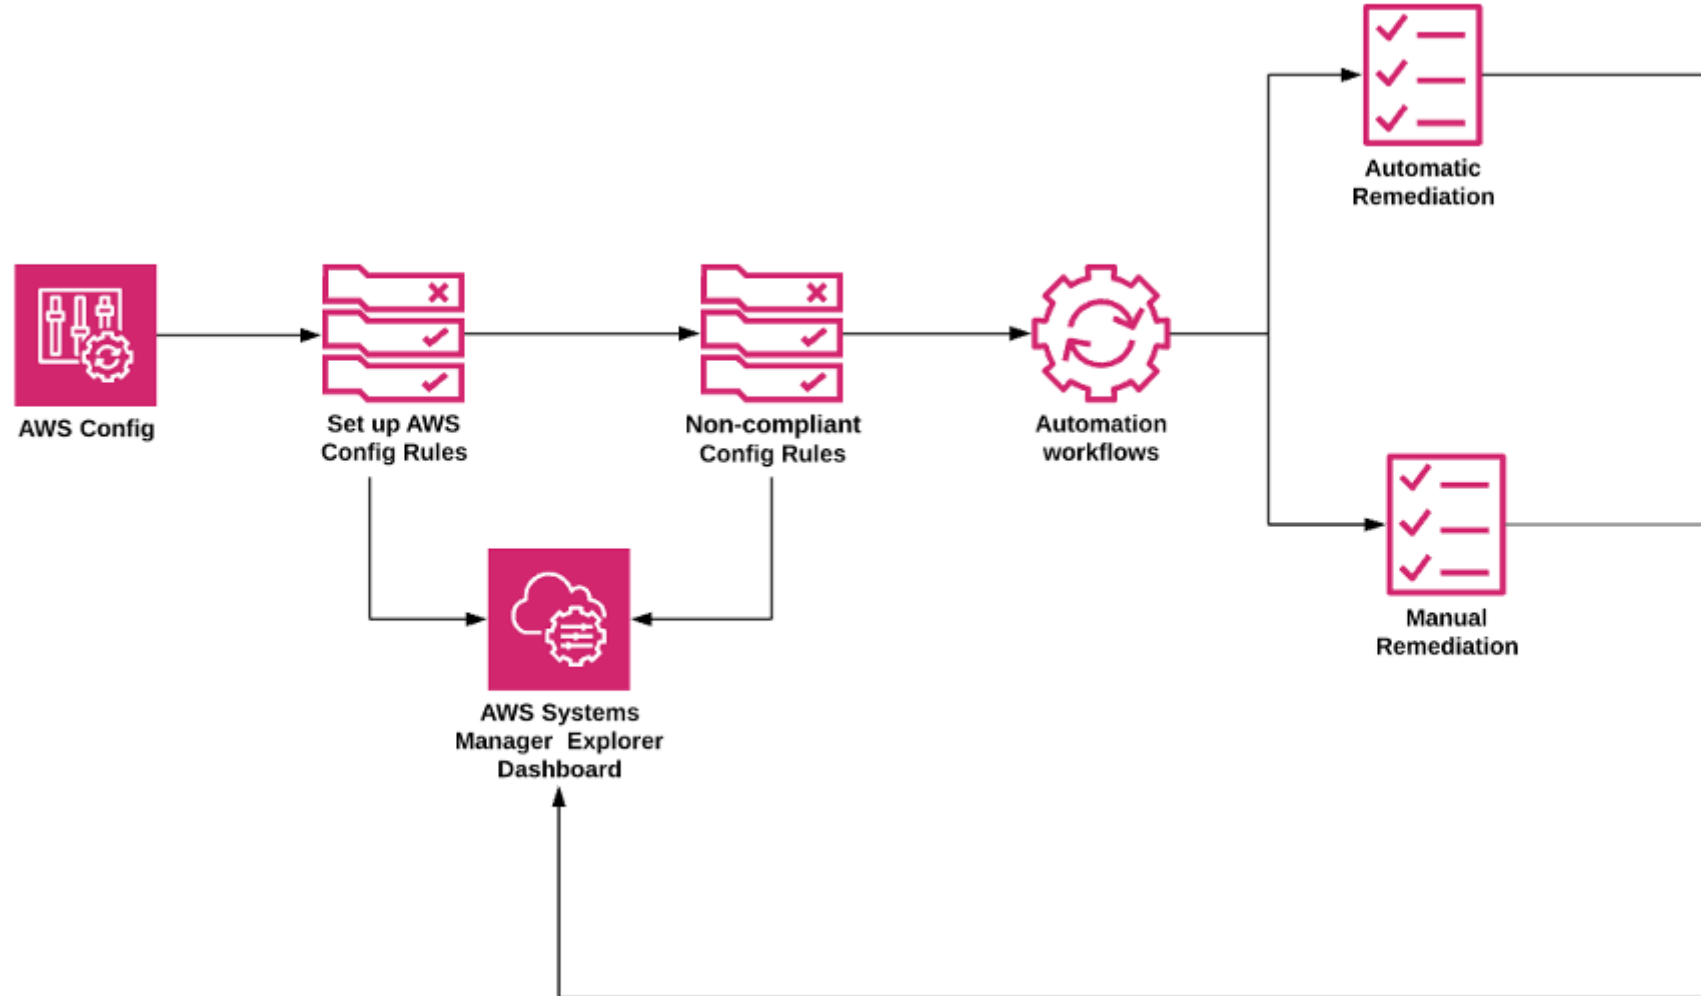 Automatic
Remediation
AWS Config
Set up AWS
Config Rules
Non-compliant
Config Rules
Automation
workflows
Manual
Remediation
AWS Systems
Manager Explorer
Dashboard